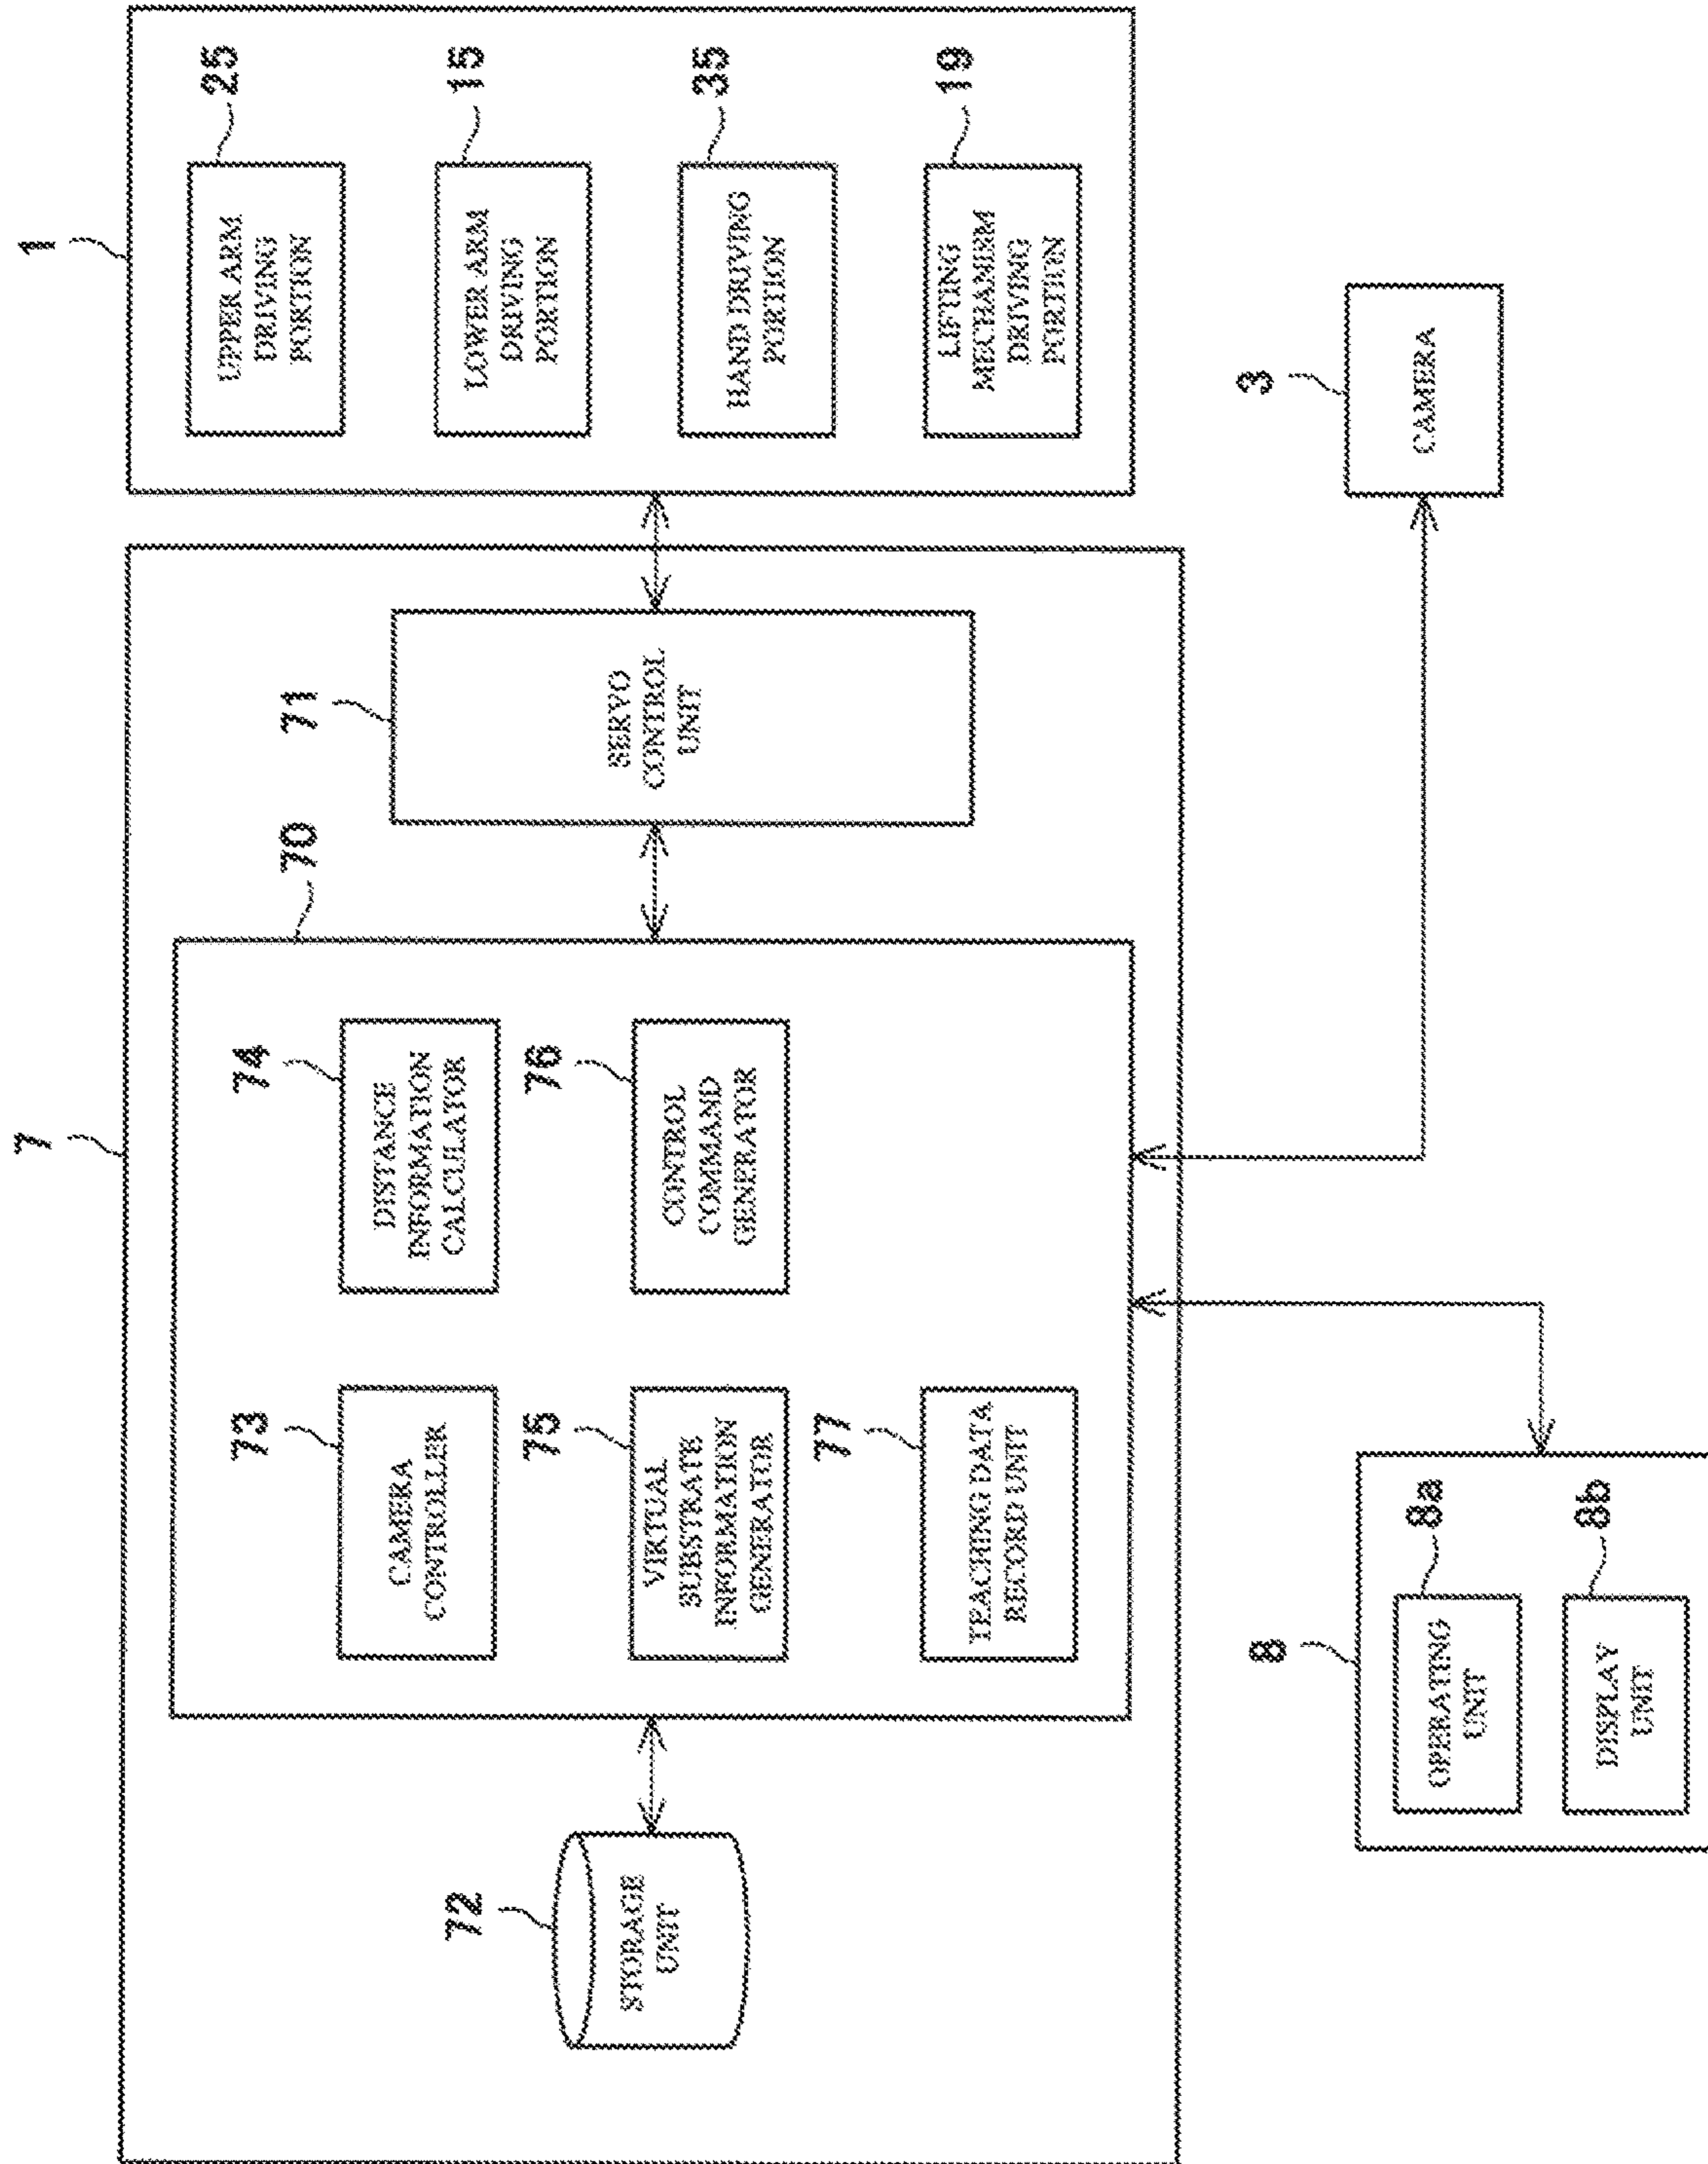 7
72
STORAGE
UNIT
70
73
CAMERA
CONTROLLER
74
DISTANCE
INFORMATION
CALCULATOR
75
VIRTUAL
SUBSTRATE
INFORMATION
GENERATOR
76
CONTROL
COMMAND
GENERATOR
77
TEACHING DATA
RECORD UNIT
71
SERVO
CONTROL
UNIT
1
UPPER ARM
DRIVING
PORTION
25
LOWER ARM
DRIVING
PORTION
15
HAND DRIVING
PORTION
35
LIFTING
MECHANIERM
DRIVING
PORTION
19
8
OPERATING
UNIT
8a
DISPLAY
UNIT
8b
3
CAMERA